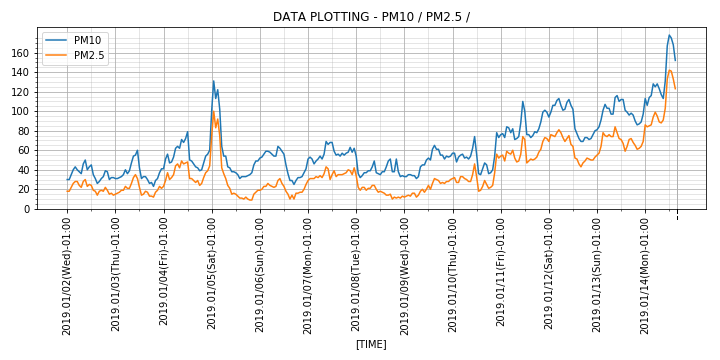 DATA PLOTTING - PM10 / PM2.5 /
PM10
PM2.5
160
140
120
100
80
60
40
20
0
2019.01/02(Wed)-01:00
2019.01/03(Thu)-01:00
2019.01/04(Fri)-01:00
2019.01/05(Sat)-01:00
2019.01/06(Sun)-01:00
2019.01/07(Mon)-01:00
2019.01/08(Tue)-01:00
2019.01/09(Wed)-01:00
2019.01/10(Thu)-01:00
2019.01/11(Fri)-01:00
2019.01/12(Sat)-01:00
2019.01/13(Sun)-01:00
2019.01/14(Mon)-01:00
-
[TIME]